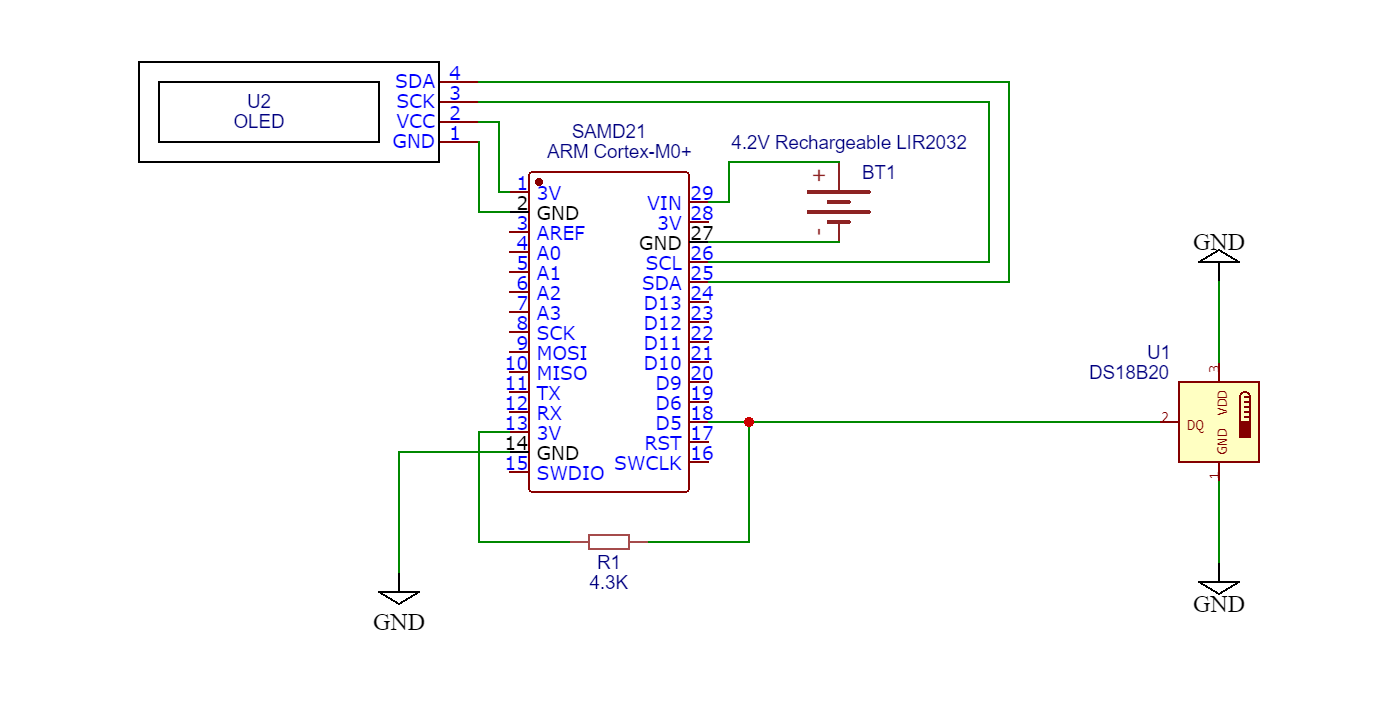 U2
OLED
SDA 4
SCK 3
VCC 2
GND 1
SAMD21
ARM Cortex-M0+
1 3V
2 GND
3 AREF
4 A0
5 A1
6 A2
7 A3
8 SCK
9 MOSI
10 MISO
11 TX
12 RX
13 3V
14 GND
15 SWDIO
VIN 29
3V 28
GND 27
SCL 26
SDA 25
D13 24
D12 23
D11 22
D10 21
D9 20
D6 19
D5 18
RST 17
SWCLK 16
4.2V Rechargeable LIR2032
+ BT1
-
R1
4.3K
GND
GND
U1
DS18B20
3
VDD
2 DQ
GND
1
GND